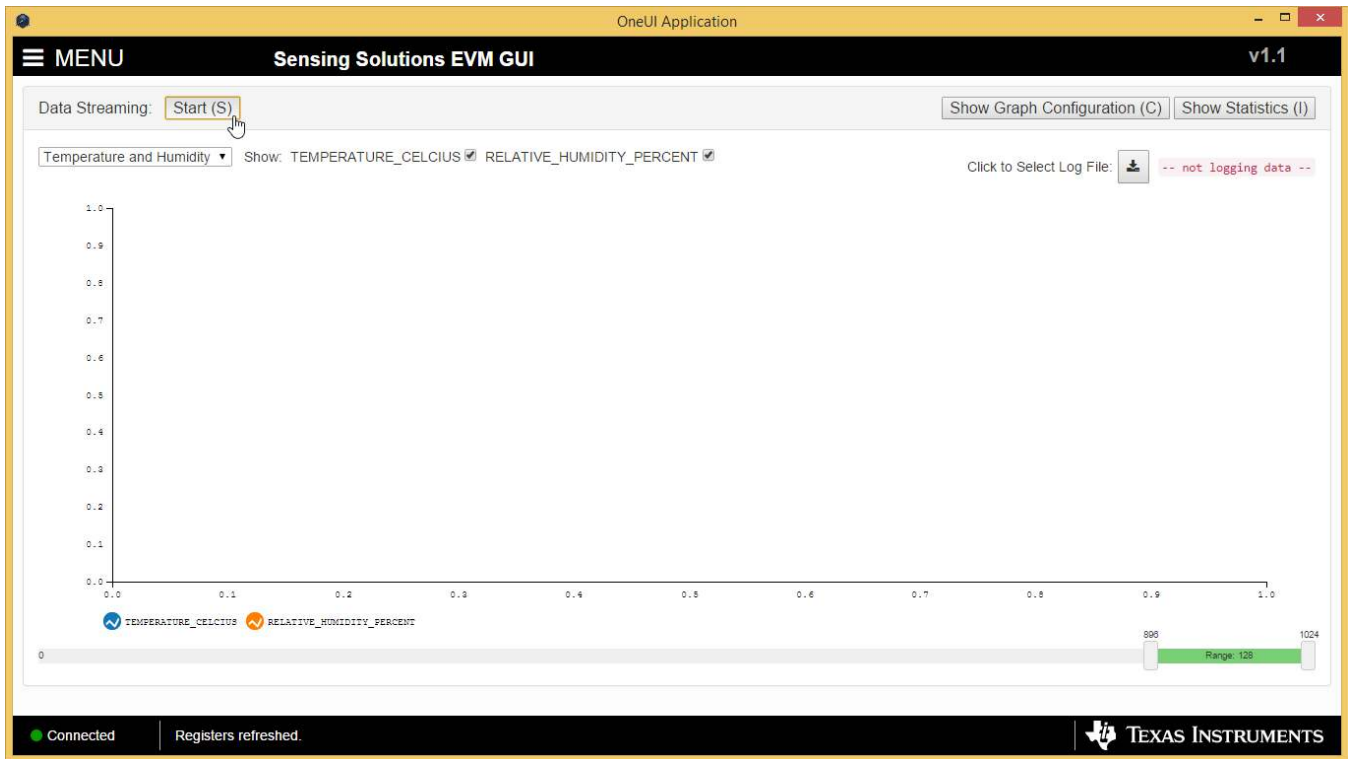 OneUI Application
MENU Sensing Solutions EVM GUI v1.1
Data Streaming: Start (S) Show Graph Configuration (C) Show Statistics (I)
Temperature and Humidity Show: TEMPERATURE_CELCIUS RELATIVE_HUMIDITY_PERCENT
Click to Select Log File: -- not logging data --
1.0
0.9
0.8
0.7
0.6
0.5
0.4
0.3
0.2
0.1
0.0
0.0 0.1 0.2 0.3 0.4 0.5 0.6 0.7 0.8 0.9 1.0
TEMPERATURE_CELCIUS RELATIVE_HUMIDITY_PERCENT
896 1024
0 Range: 128
Connected Registers refreshed. TEXAS INSTRUMENTS